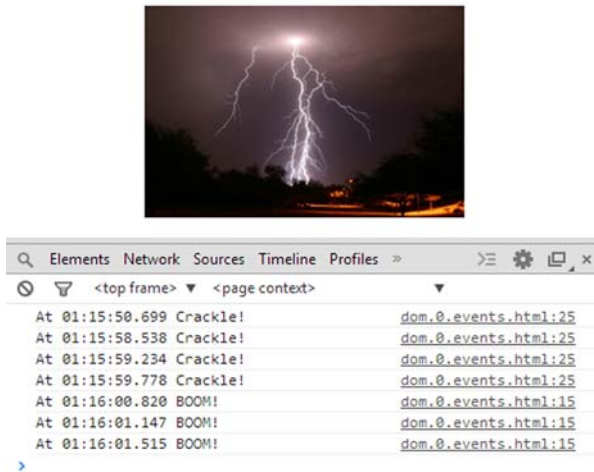 Elements Network Sources Timeline Profiles »
<top frame> ▼ <page context> ▼
At 01:15:50.699 Crackle! dom.0.events.html:25
At 01:15:58.538 Crackle! dom.0.events.html:25
At 01:15:59.234 Crackle! dom.0.events.html:25
At 01:15:59.778 Crackle! dom.0.events.html:25
At 01:16:00.820 BOOM! dom.0.events.html:15
At 01:16:01.147 BOOM! dom.0.events.html:15
At 01:16:01.515 BOOM! dom.0.events.html:15
>